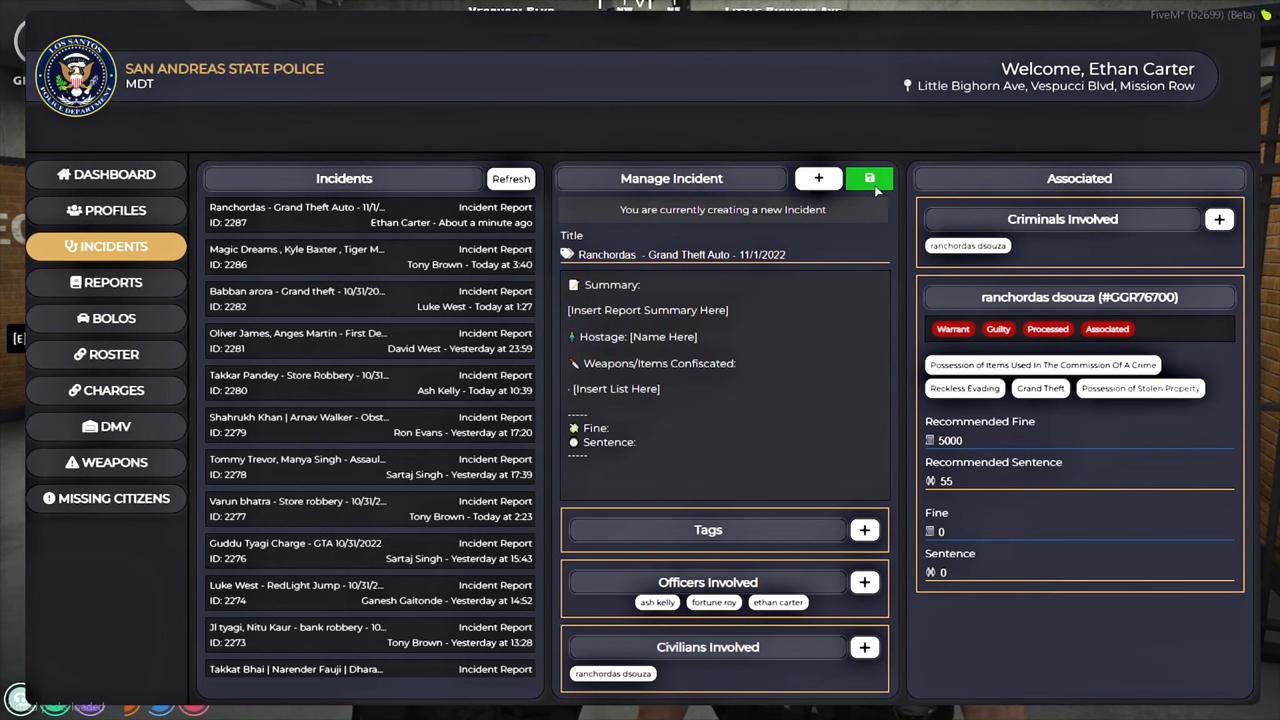 VESPUCCI BLVD
LITTLE BIGHORN AVE
FiveM* (b2699) (Beta)
LOS SANTOS
POLICE DEPARTMENT
SAN ANDREAS STATE POLICE
MDT
Welcome, Ethan Carter
Little Bighorn Ave, Vespucci Blvd, Mission Row
DASHBOARD
PROFILES
INCIDENTS
REPORTS
BOLOS
ROSTER
CHARGES
DMV
WEAPONS
MISSING CITIZENS
Incidents
Refresh
Ranchordas - Grand Theft Auto - 11/1/... Incident Report
ID: 2287 Ethan Carter - About a minute ago
Magic Dreams , Kyle Baxter , Tiger M... Incident Report
ID: 2286 Tony Brown - Today at 3:40
Babban arora - Grand theft - 10/31/20... Incident Report
ID: 2282 Luke West - Today at 1:27
Oliver James, Anges Martin - First De... Incident Report
ID: 2281 David West - Yesterday at 23:59
Takkar Pandey - Store Robbery - 10/31... Incident Report
ID: 2280 Ash Kelly - Today at 10:39
Shahrukh Khan | Arnav Walker - Obst... Incident Report
ID: 2279 Ron Evans - Yesterday at 17:20
Tommy Trevor, Manya Singh - Assaul... Incident Report
ID: 2278 Sartaj Singh - Yesterday at 17:39
Varun bhatra - Store robbery - 10/31/2... Incident Report
ID: 2277 Tony Brown - Today at 2:23
Guddu Tyagi Charge - GTA 10/31/2022 Incident Report
ID: 2276 Sartaj Singh - Yesterday at 15:43
Luke West - RedLight Jump - 10/31/2... Incident Report
ID: 2274 Ganesh Gaitonde - Yesterday at 14:52
Jl tyagi, Nitu Kaur - bank robbery - 10... Incident Report
ID: 2273 Tony Brown - Yesterday at 13:28
Takkat Bhai | Narender Fauji | Dhara... Incident Report
Manage Incident
+
You are currently creating a new Incident
Title
Ranchordas - Grand Theft Auto - 11/1/2022
Summary:
[Insert Report Summary Here]
Hostage: [Name Here]
Weapons/Items Confiscated:
· [Insert List Here]
-----
Fine:
Sentence:
-----
Tags +
Officers Involved +
ash kelly fortune roy ethan carter
Civilians Involved +
ranchordas dsouza
Associated
Criminals Involved +
ranchordas dsouza
ranchordas dsouza (#GGR76700)
Warrant Guilty Processed Associated
Possession of Items Used In The Commission Of A Crime
Reckless Evading Grand Theft Possession of Stolen Property
Recommended Fine
5000
Recommended Sentence
55
Fine
0
Sentence
0